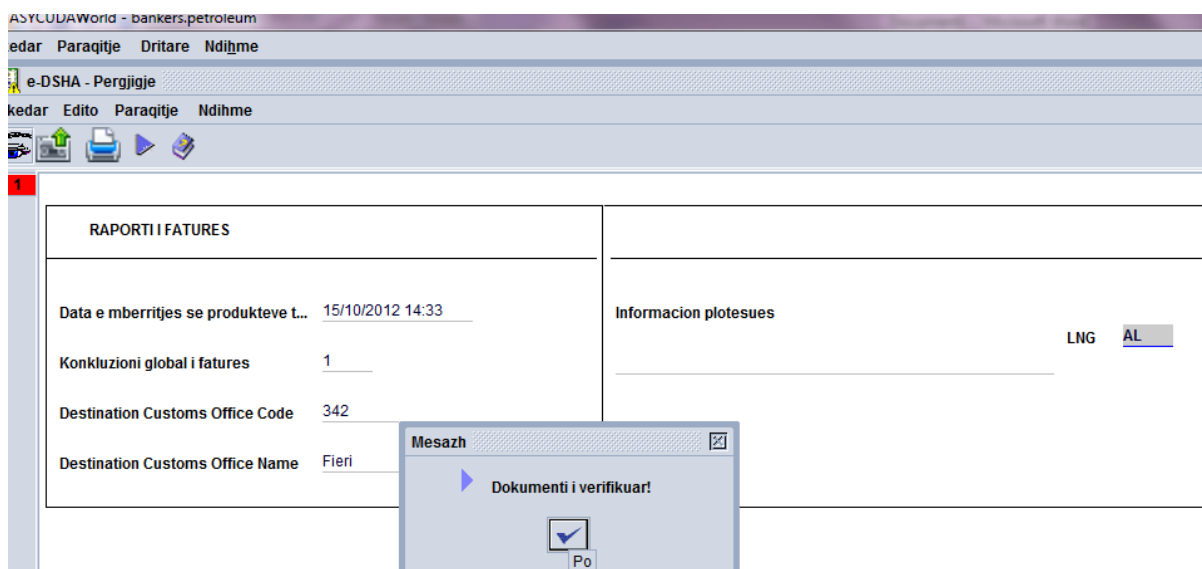 ASYCUDAWorld - bankers.petroleum
edar Paraqitje Dritare Ndihme
e-DSHA - Pergjigje
kedar Edito Paraqitje Ndihme
1
RAPORTI I FATURES
Data e mberritjes se produkteve t... 15/10/2012 14:33
Informacion plotesues
LNG AL
Konkluzioni global i fatures 1
Destination Customs Office Code 342
Destination Customs Office Name Fieri
Mesazh
Dokumenti i verifikuar!
Po